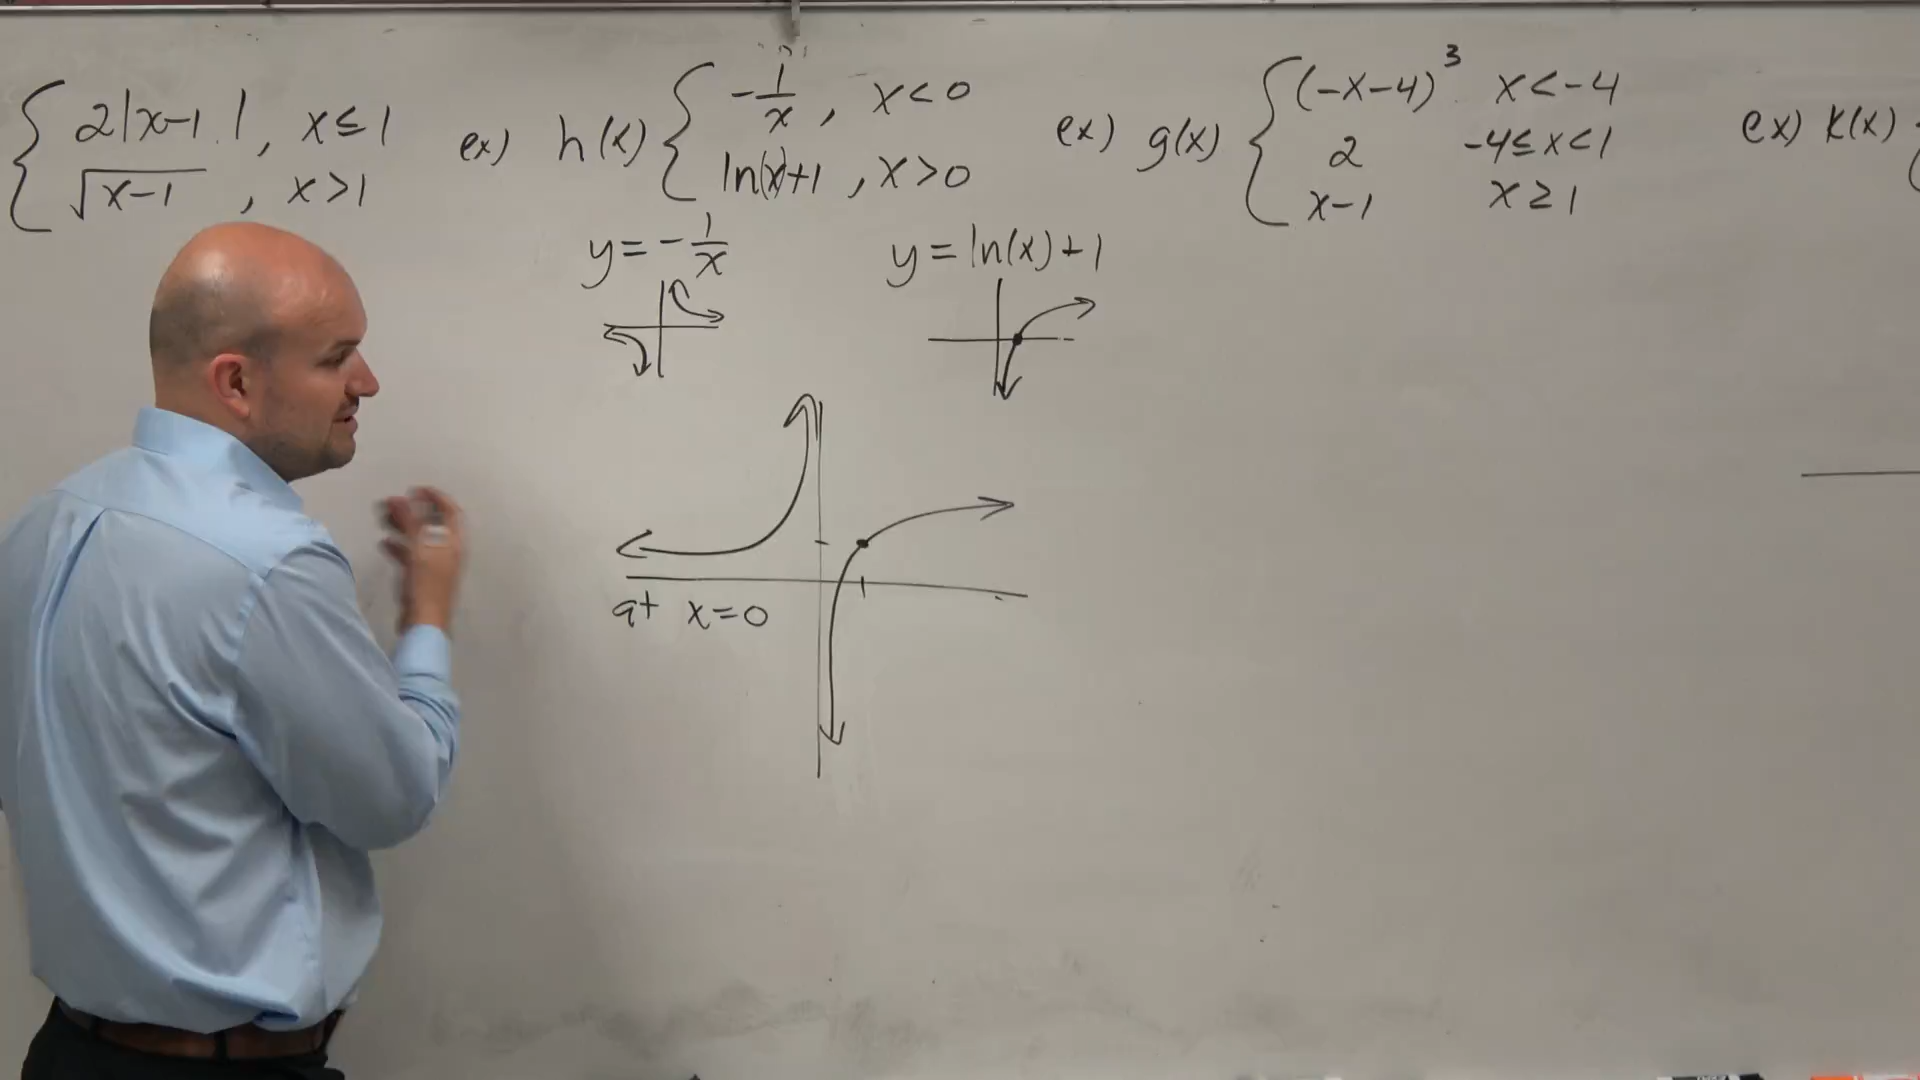 2|x-1|, x≤1
√x-1, x>1
ex) h(x) { -1/x, x<0
ln(x)+1, x>0
y=-1/x
y=ln(x)+1
at x=0
ex) g(x) { (-x-4)³ x<-4
2 -4≤x<1
x-1 x≥1
ex) k(x)